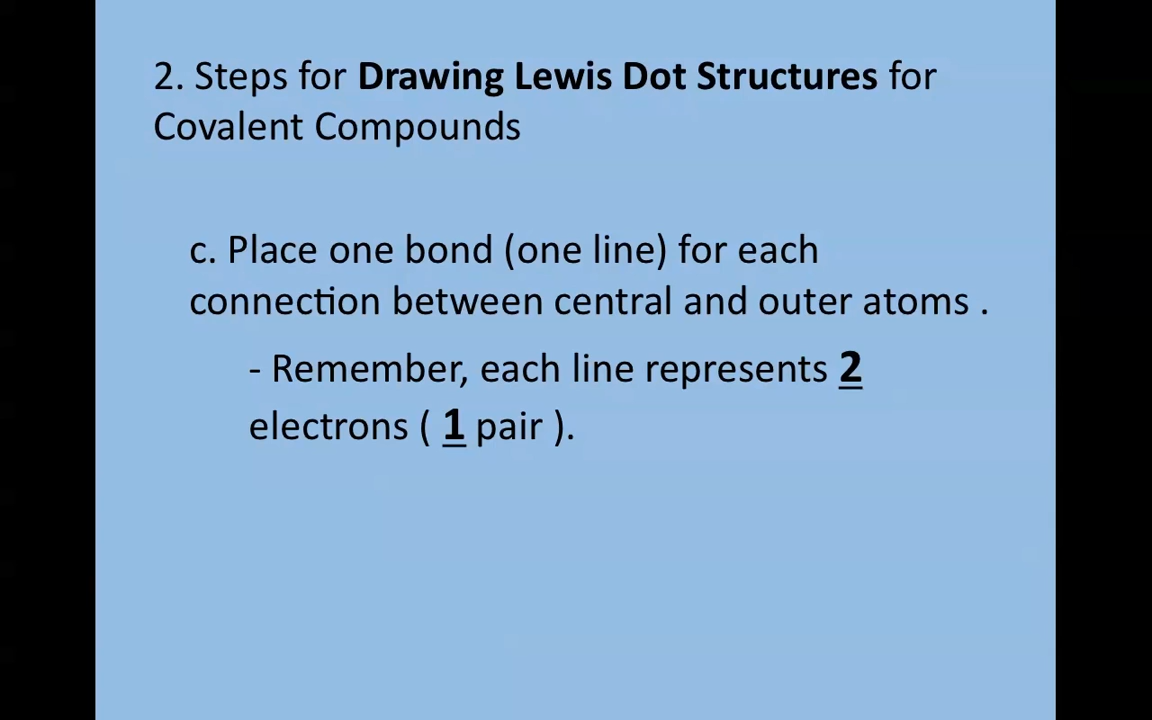 2. Steps for Drawing Lewis Dot Structures for
Covalent Compounds
c. Place one bond (one line) for each
connection between central and outer atoms .
- Remember, each line represents 2
electrons ( 1 pair ).